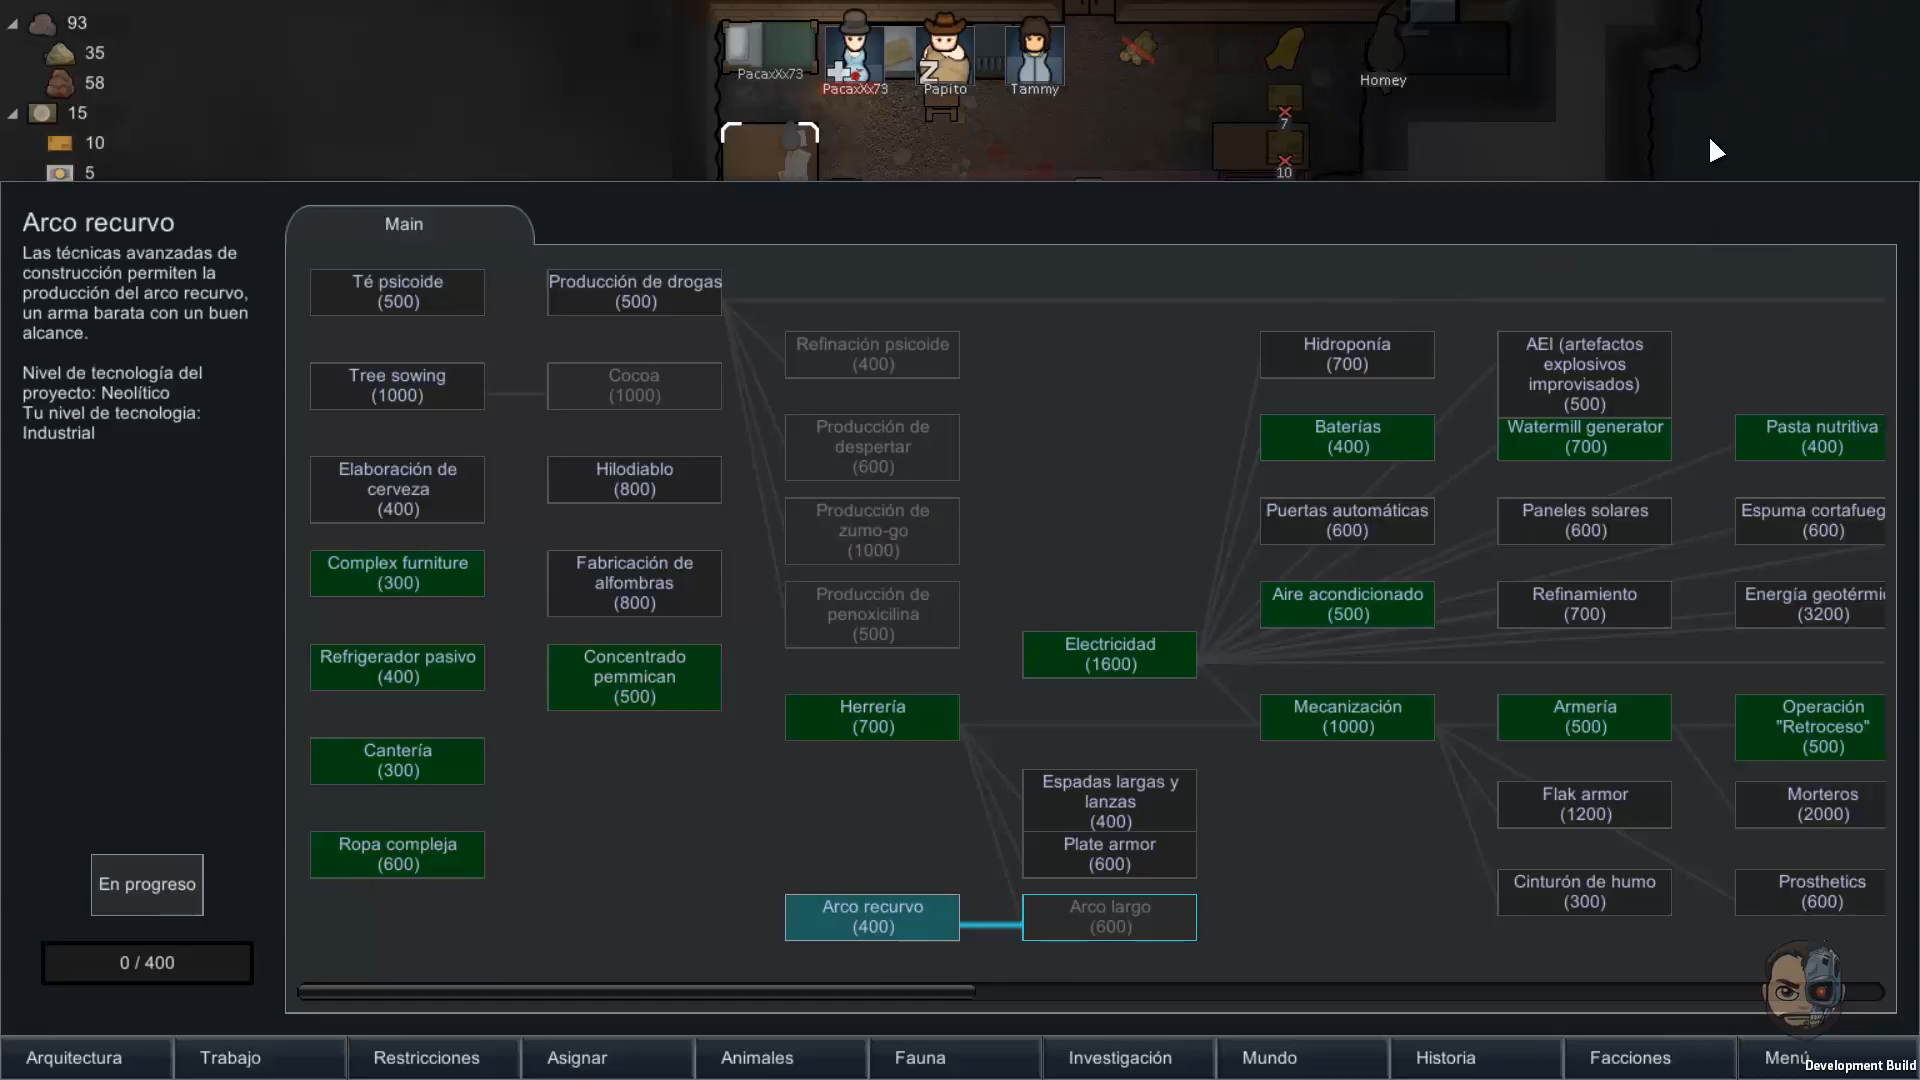 93
35
58
15
10
5
PacaxXx73
PacaxXx73
Papito
Tammy
Homey
7
10
Arco recurvo
Las técnicas avanzadas de
construcción permiten la
producción del arco recurvo,
un arma barata con un buen
alcance.
Nivel de tecnología del
proyecto: Neolítico
Tu nivel de tecnologia:
Industrial
En progreso
0 / 400
Main
Té psicoide
(500)
Producción de drogas
(500)
Refinación psicoide
(400)
Hidroponía
(700)
AEI (artefactos
explosivos
improvisados)
(500)
Tree sowing
(1000)
Cocoa
(1000)
Producción de
despertar
(600)
Baterías
(400)
Watermill generator
(700)
Pasta nutritiva
(400)
Elaboración de
cerveza
(400)
Hilodiablo
(800)
Producción de
zumo-go
(1000)
Puertas automáticas
(600)
Paneles solares
(600)
Espuma cortafueg
(600)
Complex furniture
(300)
Fabricación de
alfombras
(800)
Producción de
penoxicilina
(500)
Aire acondicionado
(500)
Refinamiento
(700)
Energía geotérmi
(3200)
Refrigerador pasivo
(400)
Concentrado
pemmican
(500)
Electricidad
(1600)
Herrería
(700)
Mecanización
(1000)
Armería
(500)
Operación
"Retroceso"
(500)
Cantería
(300)
Espadas largas y
lanzas
(400)
Flak armor
(1200)
Morteros
(2000)
Ropa compleja
(600)
Plate armor
(600)
Cinturón de humo
(300)
Prosthetics
(600)
Arco recurvo
(400)
Arco largo
(600)
Arquitectura
Trabajo
Restricciones
Asignar
Animales
Fauna
Investigación
Mundo
Historia
Facciones
Menú
Development Build